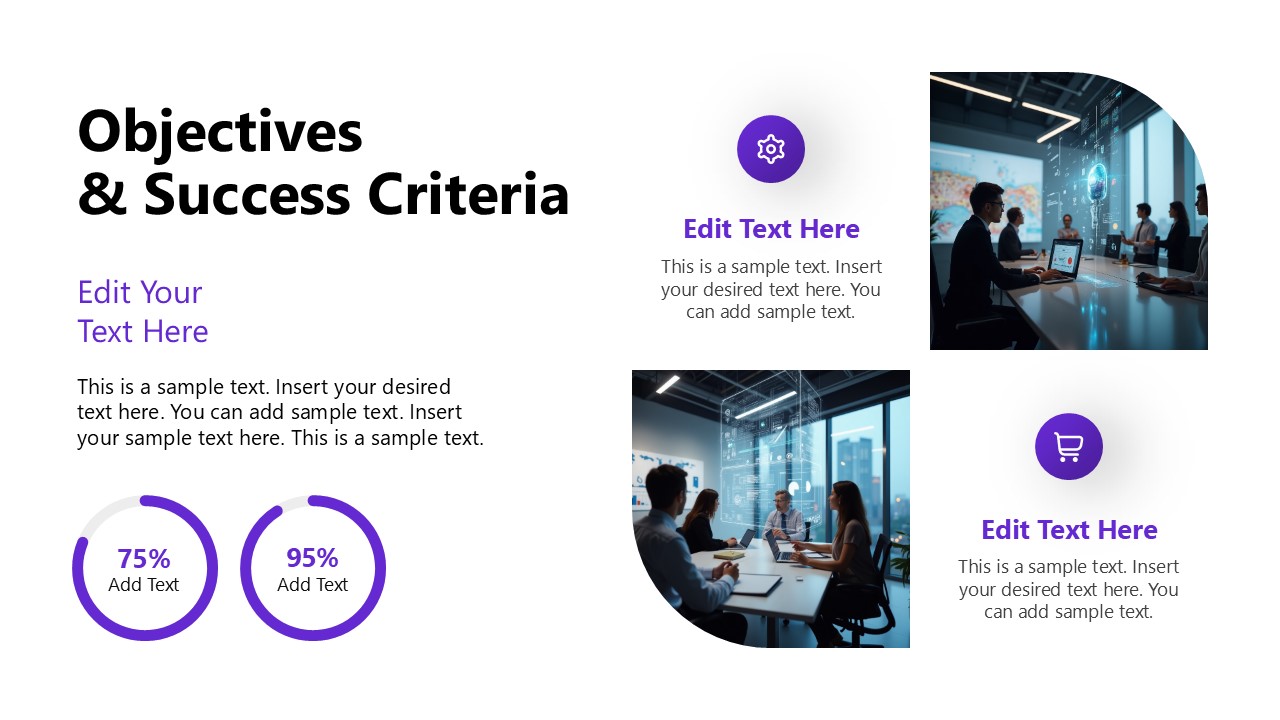 Objectives
& Success Criteria
Edit Your
Text Here
This is a sample text. Insert your desired
text here. You can add sample text. Insert
your sample text here. This is a sample text.
75%
Add Text
95%
Add Text
Edit Text Here
This is a sample text. Insert
your desired text here. You
can add sample text.
Edit Text Here
This is a sample text. Insert
your desired text here. You
can add sample text.